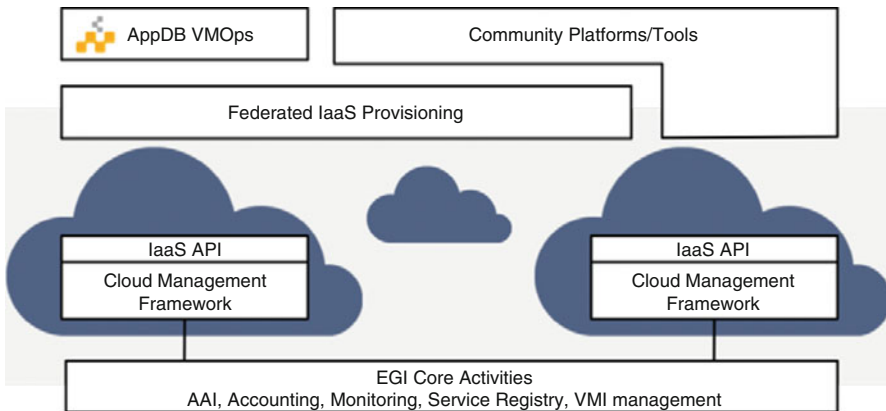 AppDB VMOps
Community Platforms/Tools
Federated IaaS Provisioning
IaaS API
Cloud Management
Framework
IaaS API
Cloud Management
Framework
EGI Core Activities
AAI, Accounting, Monitoring, Service Registry, VMI management